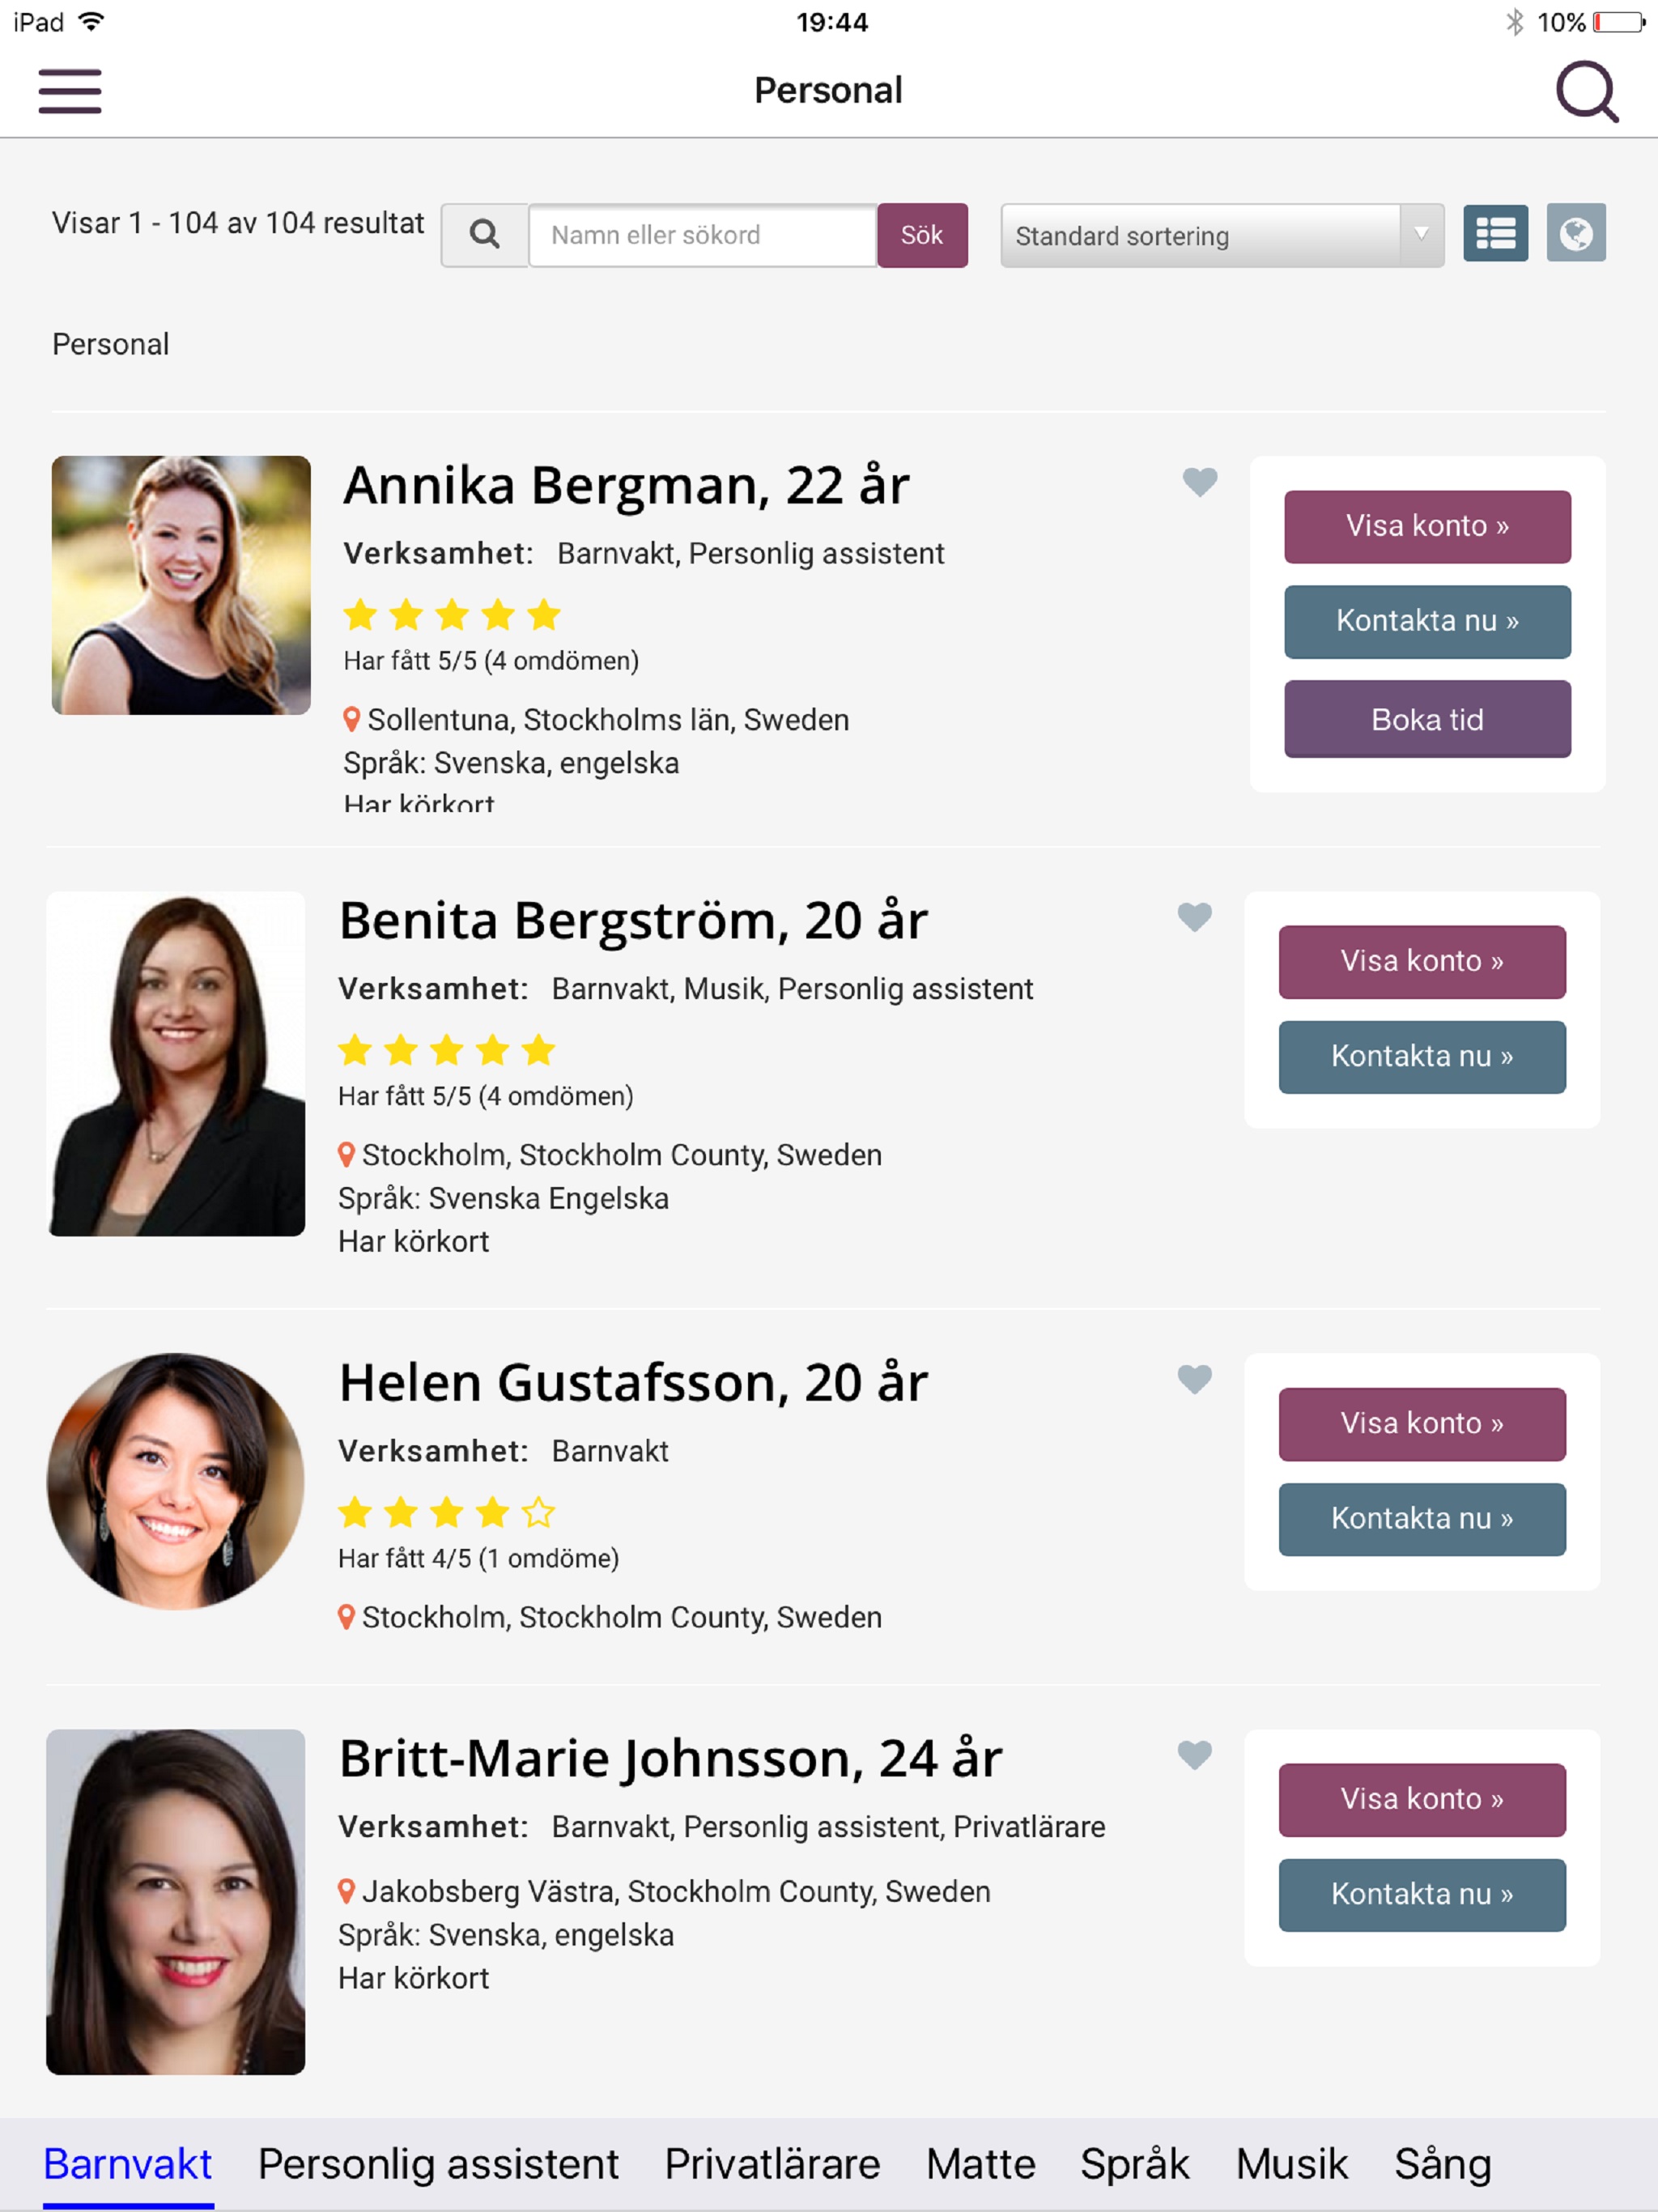 iPad 19:44 10%
Personal
Visar 1 - 104 av 104 resultat Namn eller sökord Sök Standard sortering
Personal
Annika Bergman, 22 år
Verksamhet: Barnvakt, Personlig assistent
Har fått 5/5 (4 omdömen)
Sollentuna, Stockholms län, Sweden
Språk: Svenska, engelska
Har körkort
Visa konto »
Kontakta nu »
Boka tid
Benita Bergström, 20 år
Verksamhet: Barnvakt, Musik, Personlig assistent
Har fått 5/5 (4 omdömen)
Stockholm, Stockholm County, Sweden
Språk: Svenska Engelska
Har körkort
Visa konto »
Kontakta nu »
Helen Gustafsson, 20 år
Verksamhet: Barnvakt
Har fått 4/5 (1 omdöme)
Stockholm, Stockholm County, Sweden
Visa konto »
Kontakta nu »
Britt-Marie Johnsson, 24 år
Verksamhet: Barnvakt, Personlig assistent, Privatlärare
Jakobsberg Västra, Stockholm County, Sweden
Språk: Svenska, engelska
Har körkort
Visa konto »
Kontakta nu »
Barnvakt Personlig assistent Privatlärare Matte Språk Musik Sång